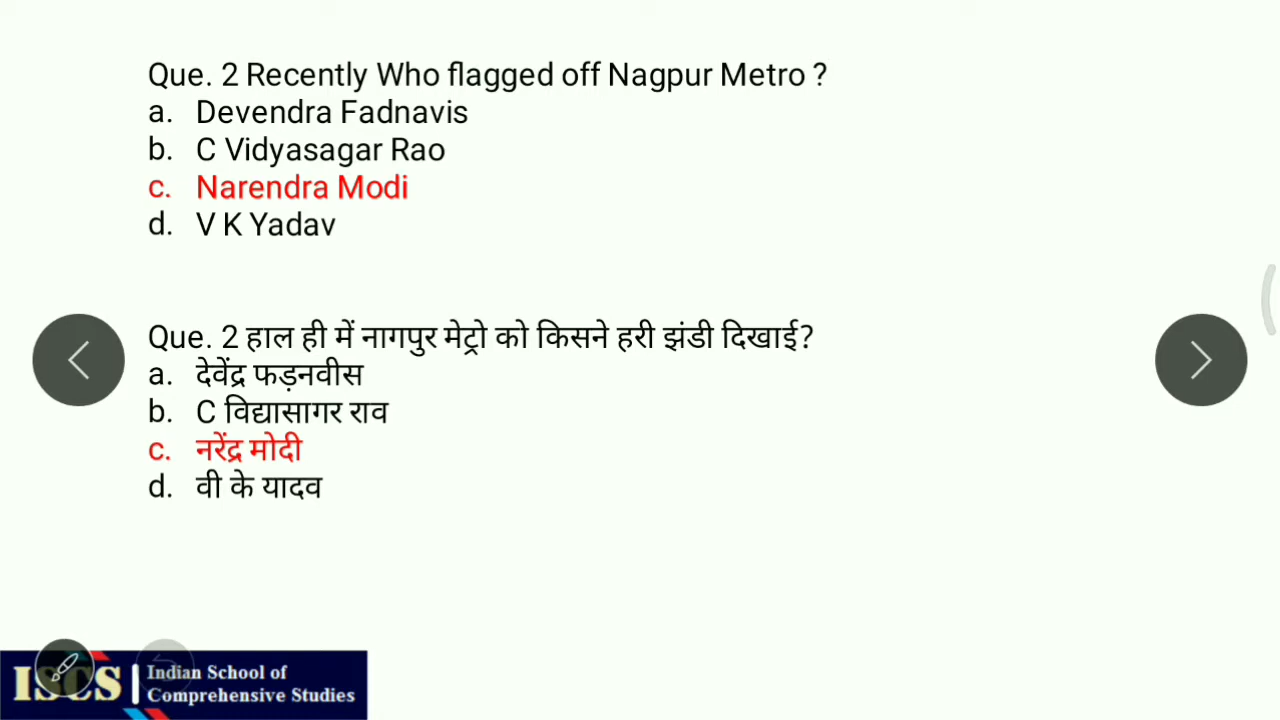 Que. 2 Recently Who flagged off Nagpur Metro ?
a. Devendra Fadnavis
b. C Vidyasagar Rao
c. Narendra Modi
d. V K Yadav
Que. 2 हाल ही में नागपुर मेट्रो को किसने हरी झंडी दिखाई?
a. देवेंद्र फड़नवीस
b. C विद्यासागर राव
c. नरेंद्र मोदी
d. वी के यादव
ISCS
Indian School of
Comprehensive Studies